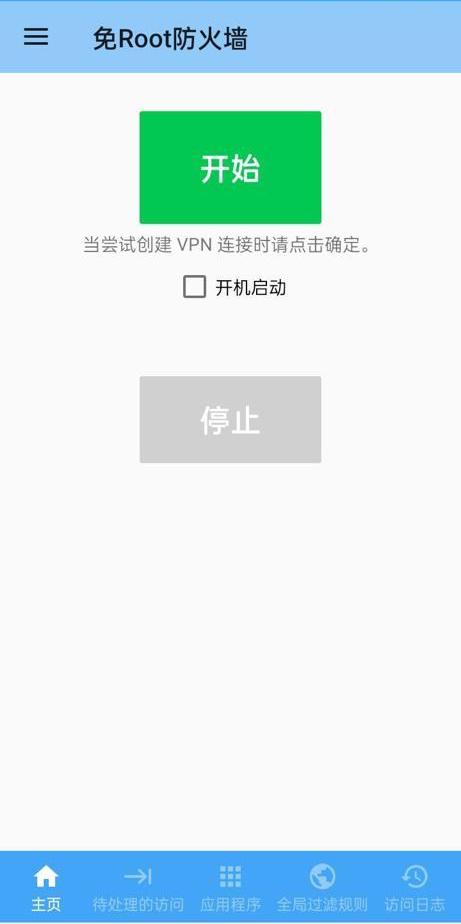 免Root防火墙
开始
当尝试创建 VPN 连接时请点击确定。
开机启动
停止
主页
待处理的访问
应用程序
全局过滤规则
访问日志